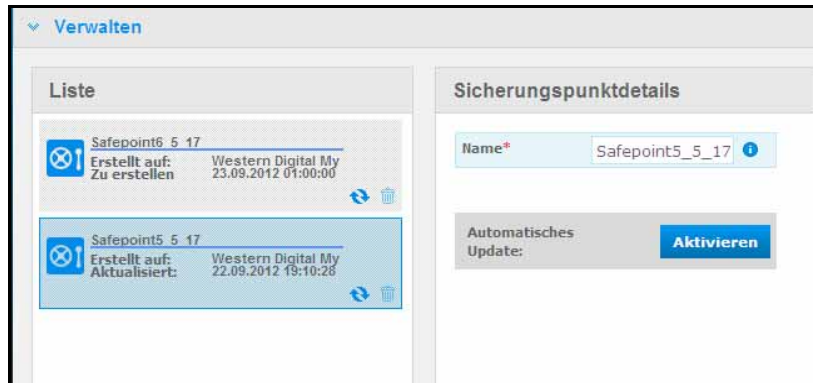 Verwalten
Liste
Safepoint6_5_17
Erstellt auf: Western Digital My
Zu erstellen 23.09.2012 01:00:00
Safepoint5_5_17
Erstellt auf: Western Digital My
Aktualisiert: 22.09.2012 19:10:28
Sicherungspunktdetails
Name* Safepoint5_5_17
Automatisches
Update:
Aktivieren